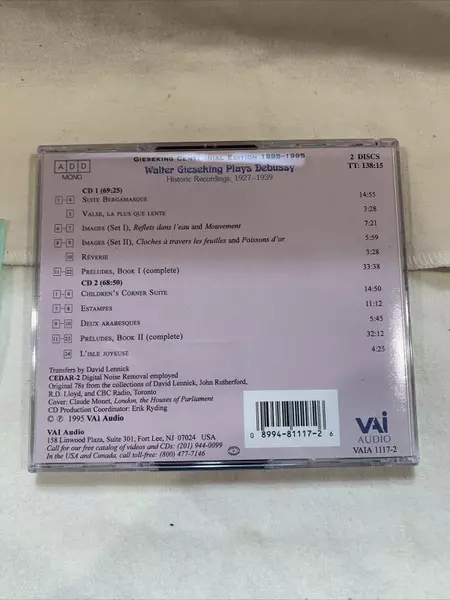 GIESEKING CENTENNIAL EDITION 1895-1995
Walter Gieseking Plays Debussy
Historic Recordings, 1927-1939
ADD
MONO
2 DISCS
TT: 138:15
CD 1 (69:25)
1 - 4 SUITE BERGAMASQUE 14:55
5 VALSE, LA PLUS QUE LENTE 3:28
6 - 7 IMAGES (SET I), Reflets dans l'eau and Mouvement 7:21
8 - 9 IMAGES (SET II), Cloches à travers les feuilles and Poissons d'or 5:59
10 RÊVERIE 3:28
11 - 22 PRÉLUDES, BOOK I (complete) 33:38
CD 2 (68:50)
1 - 6 CHILDREN'S CORNER SUITE 14:50
7 - 8 ESTAMPES 11:12
9 - 10 DEUX ARABESQUES 5:45
11 - 23 PRÉLUDES, BOOK II (complete) 32:12
24 L'ISLE JOYEUSE 4:25
Transfers by David Lennick
CEDAR-2 Digital Noise Removal employed
Original 78s from the collections of David Lennick, John Rutherford,
R.D. Lloyd, and CBC Radio, Toronto
Cover: Claude Monet, London, the Houses of Parliament
CD Production Coordinator: Erik Ryding
© ℗ 1995 VAI Audio
VAI Audio
158 Linwood Plaza, Suite 301, Fort Lee, NJ 07024 USA
Call for our free catalog of videos and CDs: (201) 944-0099
In the USA and Canada, call toll-free: (800) 477-7146
0 8994-81117-2 6
VAI
AUDIO
VAIA 1117-2